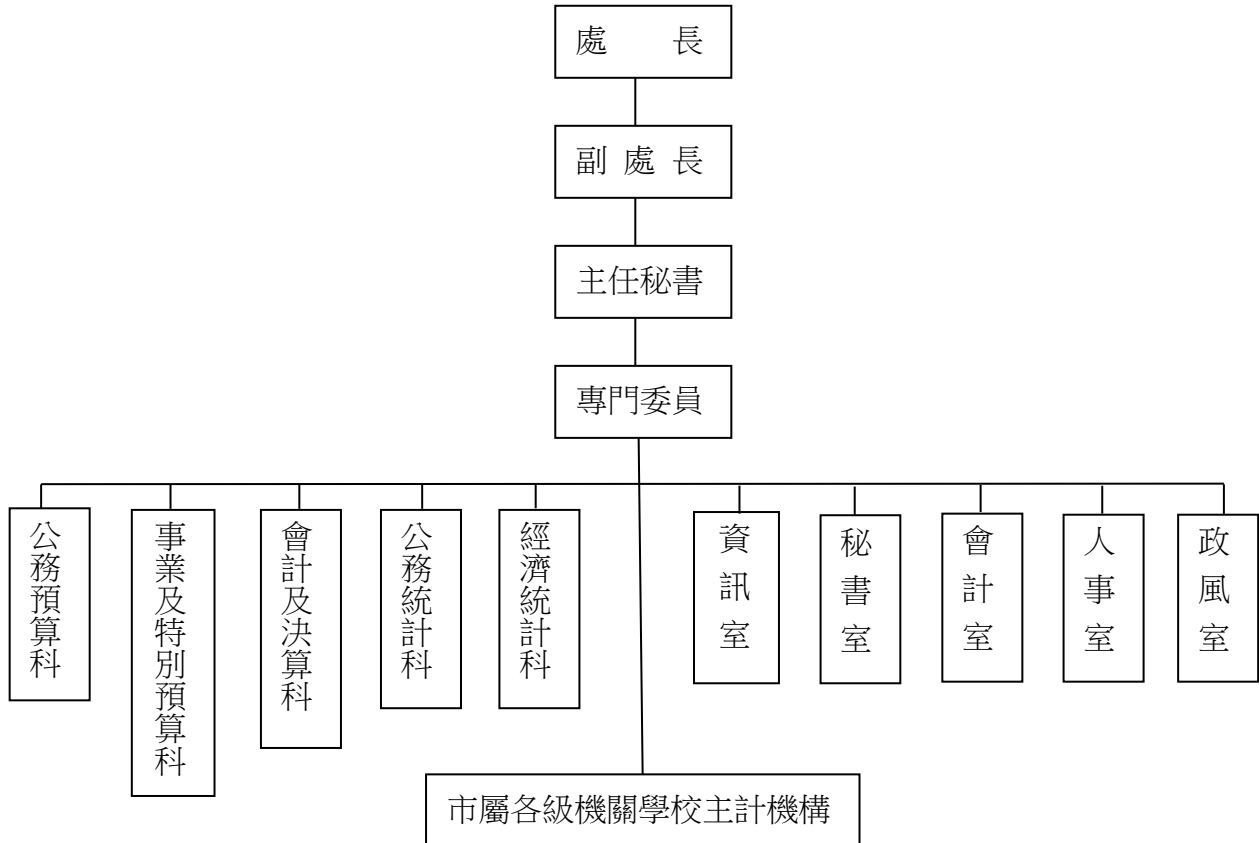 處　　長
副 處 長
主任秘書
專門委員
公務預算科
事業及特別預算科
會計及決算科
公務統計科
經濟統計科
資訊室
秘書室
會計室
人事室
政風室
市屬各級機關學校主計機構